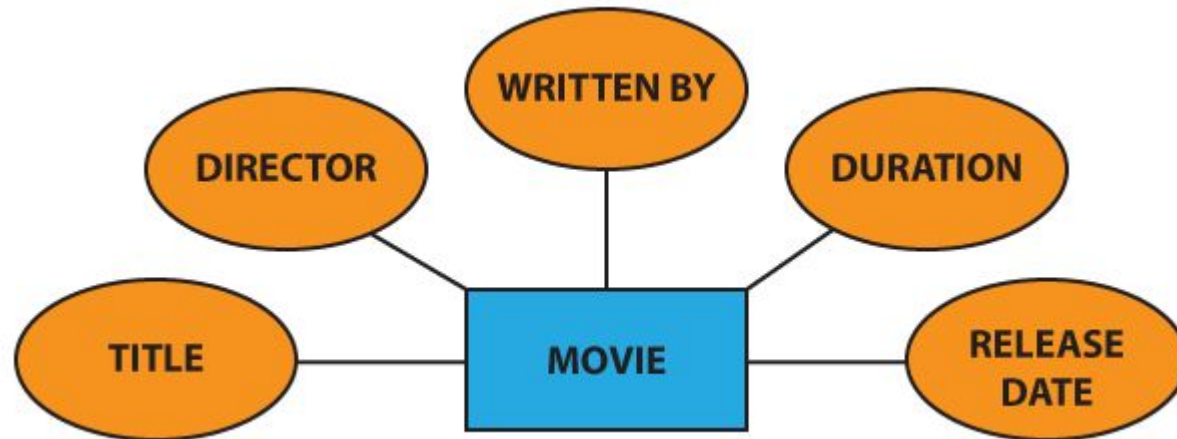 WRITTEN BY
DIRECTOR
DURATION
TITLE
MOVIE
RELEASE
DATE